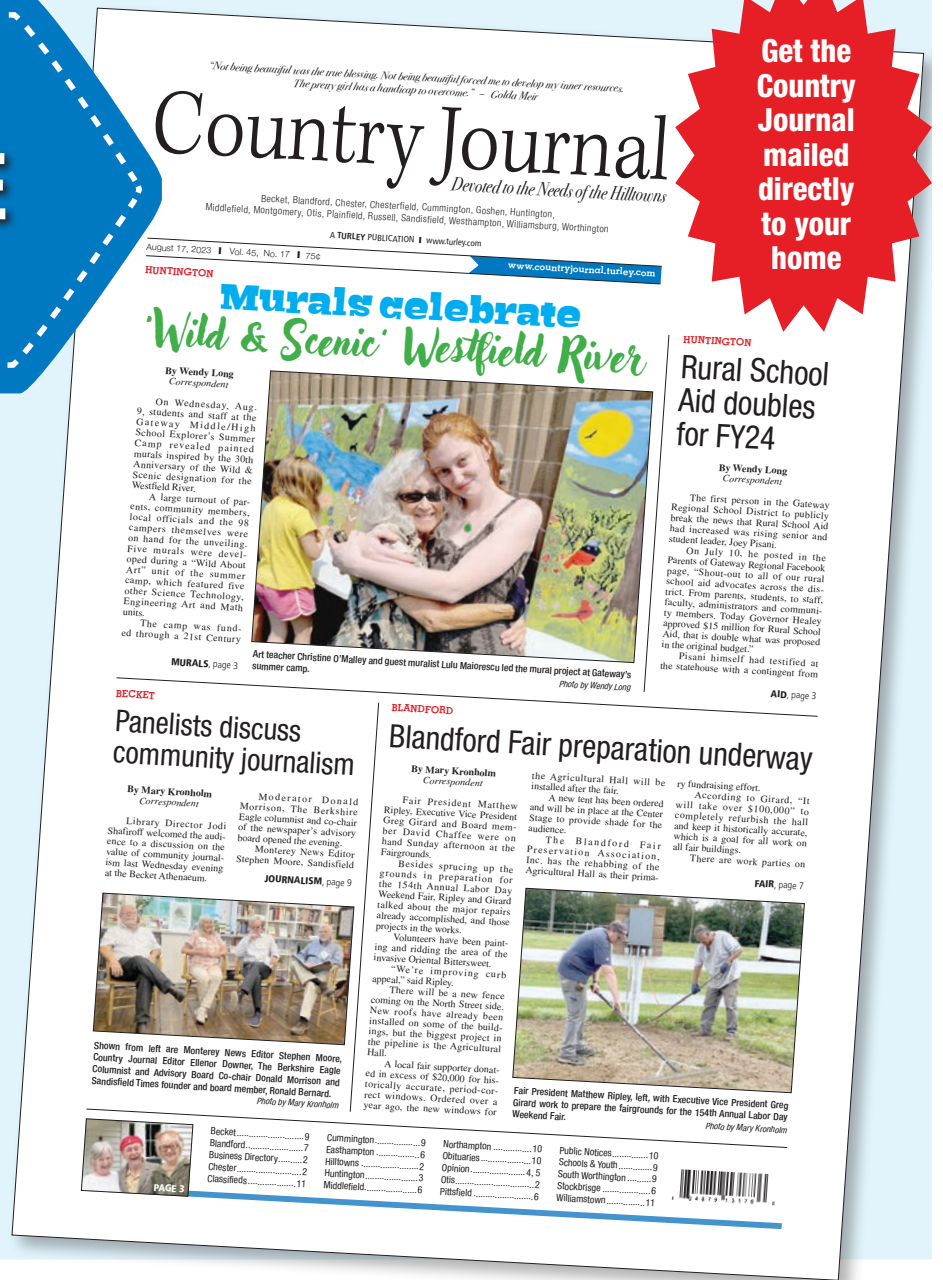 Get the
Country
Journal
mailed
directly
to your
home
"Not being beautiful was the true blessing. Not being beautiful forced me to develop my inner resources.
The pretty girl has a handicap to overcome." – Golda Meir
Country Journal
Devoted to the Needs of the Hilltowns
Becket, Blandford, Chester, Chesterfield, Cummington, Goshen, Huntington,
Middlefield, Montgomery, Otis, Plainfield, Russell, Sandisfield, Westhampton, Williamsburg, Worthington
A TURLEY PUBLICATION ❙ www.turley.com
August 17, 2023 ❙ Vol. 45, No. 17 ❙ 75¢
www.countryjournal.turley.com
HUNTINGTON
Murals celebrate
'Wild & Scenic' Westfield River
By Wendy Long
Correspondent
On Wednesday, Aug.
9, students and staff at the
Gateway Middle/High
School Explorer's Summer
Camp revealed painted
murals inspired by the 30th
Anniversary of the Wild &
Scenic designation for the
Westfield River.
A large turnout of par-
ents, community members,
local officials and the 98
campers themselves were
on hand for the unveiling.
Five murals were devel-
oped during a "Wild About
Art" unit of the summer
camp, which featured five
other Science Technology,
Engineering Art and Math
units.
The camp was fund-
ed through a 21st Century
MURALS, page 3
Art teacher Christine O'Malley and guest muralist Lulu Maiorescu led the mural project at Gateway's
summer camp.
Photo by Wendy Long
HUNTINGTON
Rural School
Aid doubles
for FY24
By Wendy Long
Correspondent
The first person in the Gateway
Regional School District to publicly
break the news that Rural School Aid
had increased was rising senior and
student leader, Joey Pisani.
On July 10, he posted in the
Parents of Gateway Regional Facebook
page, "Shout-out to all of our rural
school aid advocates across the dis-
trict. From parents, students, to staff,
faculty, administrators and communi-
ty members. Today Governor Healey
approved $15 million for Rural School
Aid, that is double what was proposed
in the original budget."
Pisani himself had testified at
the statehouse with a contingent from
AID, page 3
BECKET
Panelists discuss
community journalism
By Mary Kronholm
Correspondent
Library Director Jodi
Shafiroff welcomed the audi-
ence to a discussion on the
value of community journal-
ism last Wednesday evening
at the Becket Athenaeum.
Moderator Donald
Morrison, The Berkshire
Eagle columnist and co-chair
of the newspaper's advisory
board opened the evening.
Monterey News Editor
Stephen Moore, Sandisfield
JOURNALISM, page 9
Shown from left are Monterey News Editor Stephen Moore,
Country Journal Editor Ellenor Downer, The Berkshire Eagle
Columnist and Advisory Board Co-chair Donald Morrison and
Sandisfield Times founder and board member, Ronald Bernard.
Photo by Mary Kronholm
BLANDFORD
Blandford Fair preparation underway
By Mary Kronholm
Correspondent
Fair President Matthew
Ripley, Executive Vice President
Greg Girard and Board mem-
ber David Chaffee were on
hand Sunday afternoon at the
Fairgrounds.
Besides sprucing up the
grounds in preparation for
the 154th Annual Labor Day
Weekend Fair, Ripley and Girard
talked about the major repairs
already accomplished, and those
projects in the works.
Volunteers have been paint-
ing and ridding the area of the
invasive Oriental Bittersweet.
"We're improving curb
appeal," said Ripley.
There will be a new fence
coming on the North Street side.
New roofs have already been
installed on some of the build-
ings, but the biggest project in
the pipeline is the Agricultural
Hall.
A local fair supporter donat-
ed in excess of $20,000 for his-
torically accurate, period-cor-
rect windows. Ordered over a
year ago, the new windows for
the Agricultural Hall will be
installed after the fair.
A new tent has been ordered
and will be in place at the Center
Stage to provide shade for the
audience.
The Blandford Fair
Preservation Association,
Inc. has the rehabbing of the
Agricultural Hall as their prima-
ry fundraising effort.
According to Girard, "It
will take over $100,000" to
completely refurbish the hall
and keep it historically accurate,
which is a goal for all work on
all fair buildings.
There are work parties on
FAIR, page 7
Fair President Matthew Ripley, left, with Executive Vice President Greg
Girard work to prepare the fairgrounds for the 154th Annual Labor Day
Weekend Fair.
Photo by Mary Kronholm
PAGE 3
Becket..........................9
Blandford......................7
Business Directory...........2
Chester........................2
Classifieds...................11
Cummington..................9
Easthampton.................6
Hilltowns.....................2
Huntington...................3
Middlefield...................6
Northampton................10
Obituaries....................10
Opinion......................4, 5
Otis............................2
Pittsfield.....................6
Public Notices...............10
Schools & Youth..............9
South Worthington...........9
Stockbrisge...................6
Williamstown................11